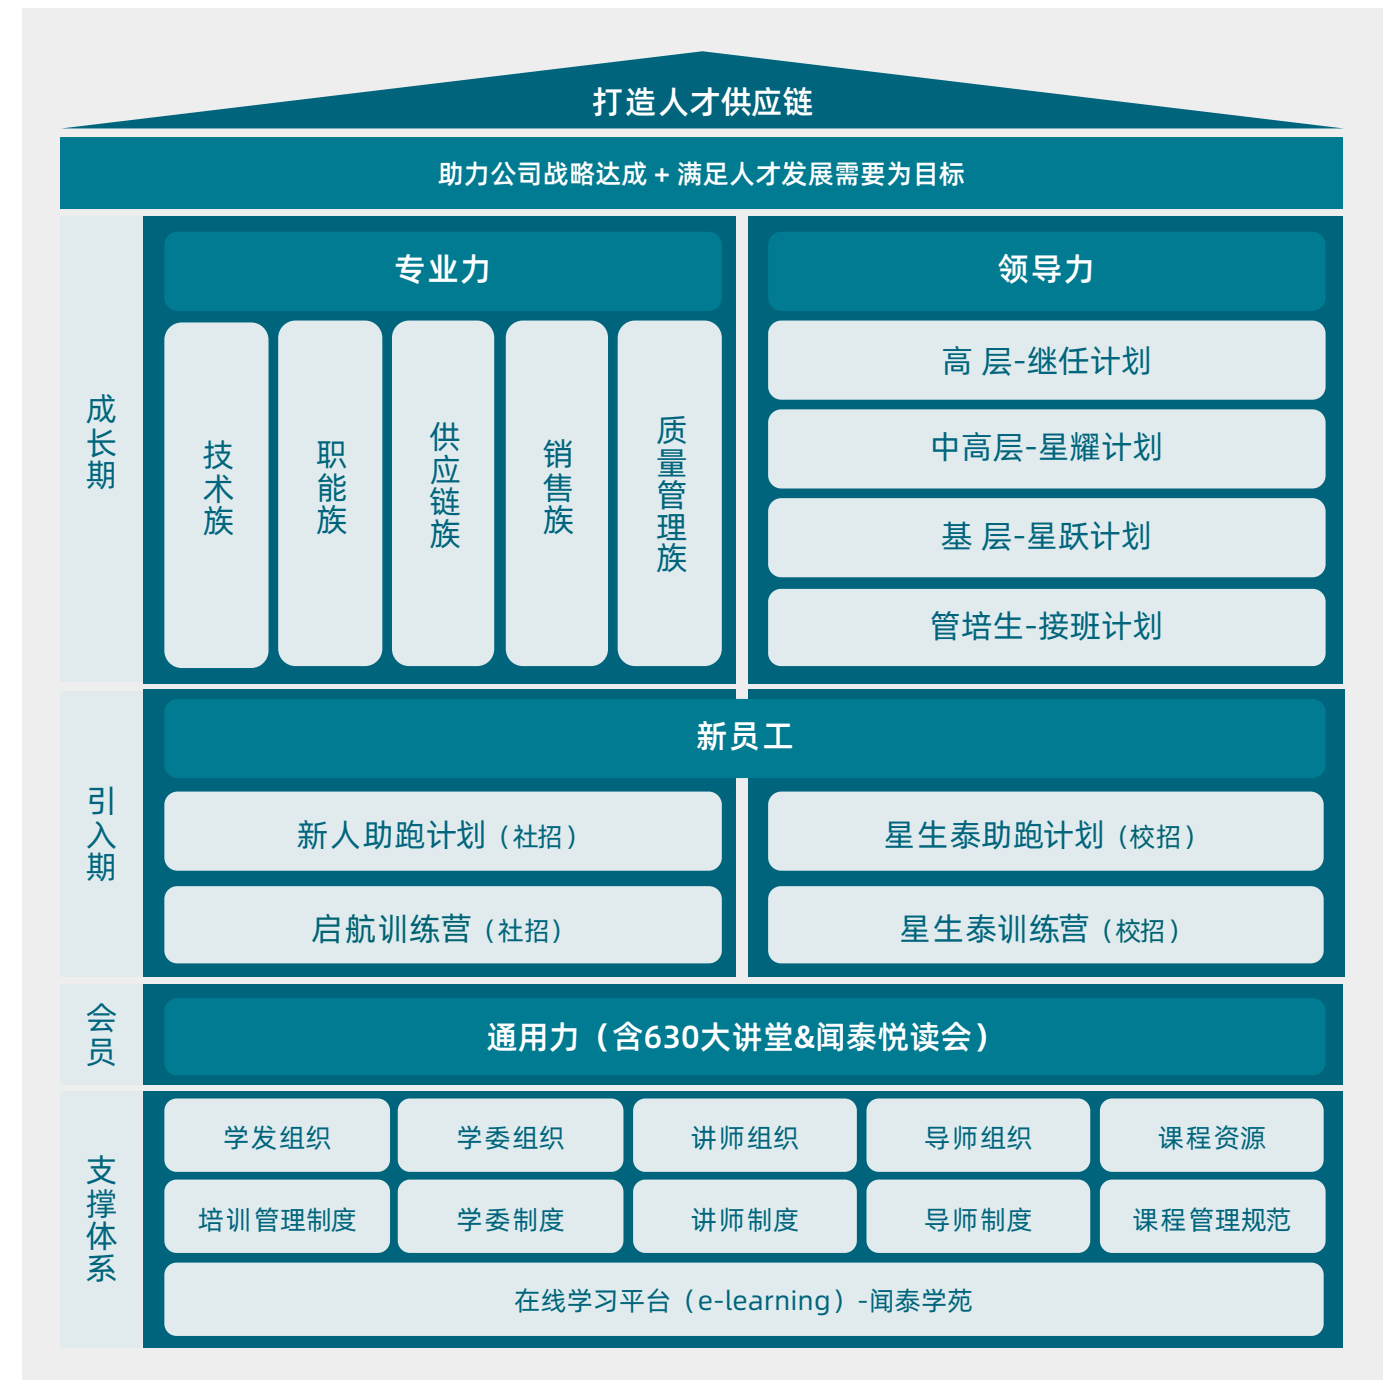 打造人才供应链
助力公司战略达成 + 满足人才发展需要为目标
成长期
专业力
技术族
职能族
供应链族
销售族
质量管理族
领导力
高 层-继任计划
中高层-星耀计划
基 层-星跃计划
管培生-接班计划
引入期
新员工
新人助跑计划（社招）
星生泰助跑计划（校招）
启航训练营（社招）
星生泰训练营（校招）
会员
通用力（含630大讲堂&闻泰悦读会）
支撑体系
学发组织
学委组织
讲师组织
导师组织
课程资源
培训管理制度
学委制度
讲师制度
导师制度
课程管理规范
在线学习平台（e-learning）-闻泰学苑